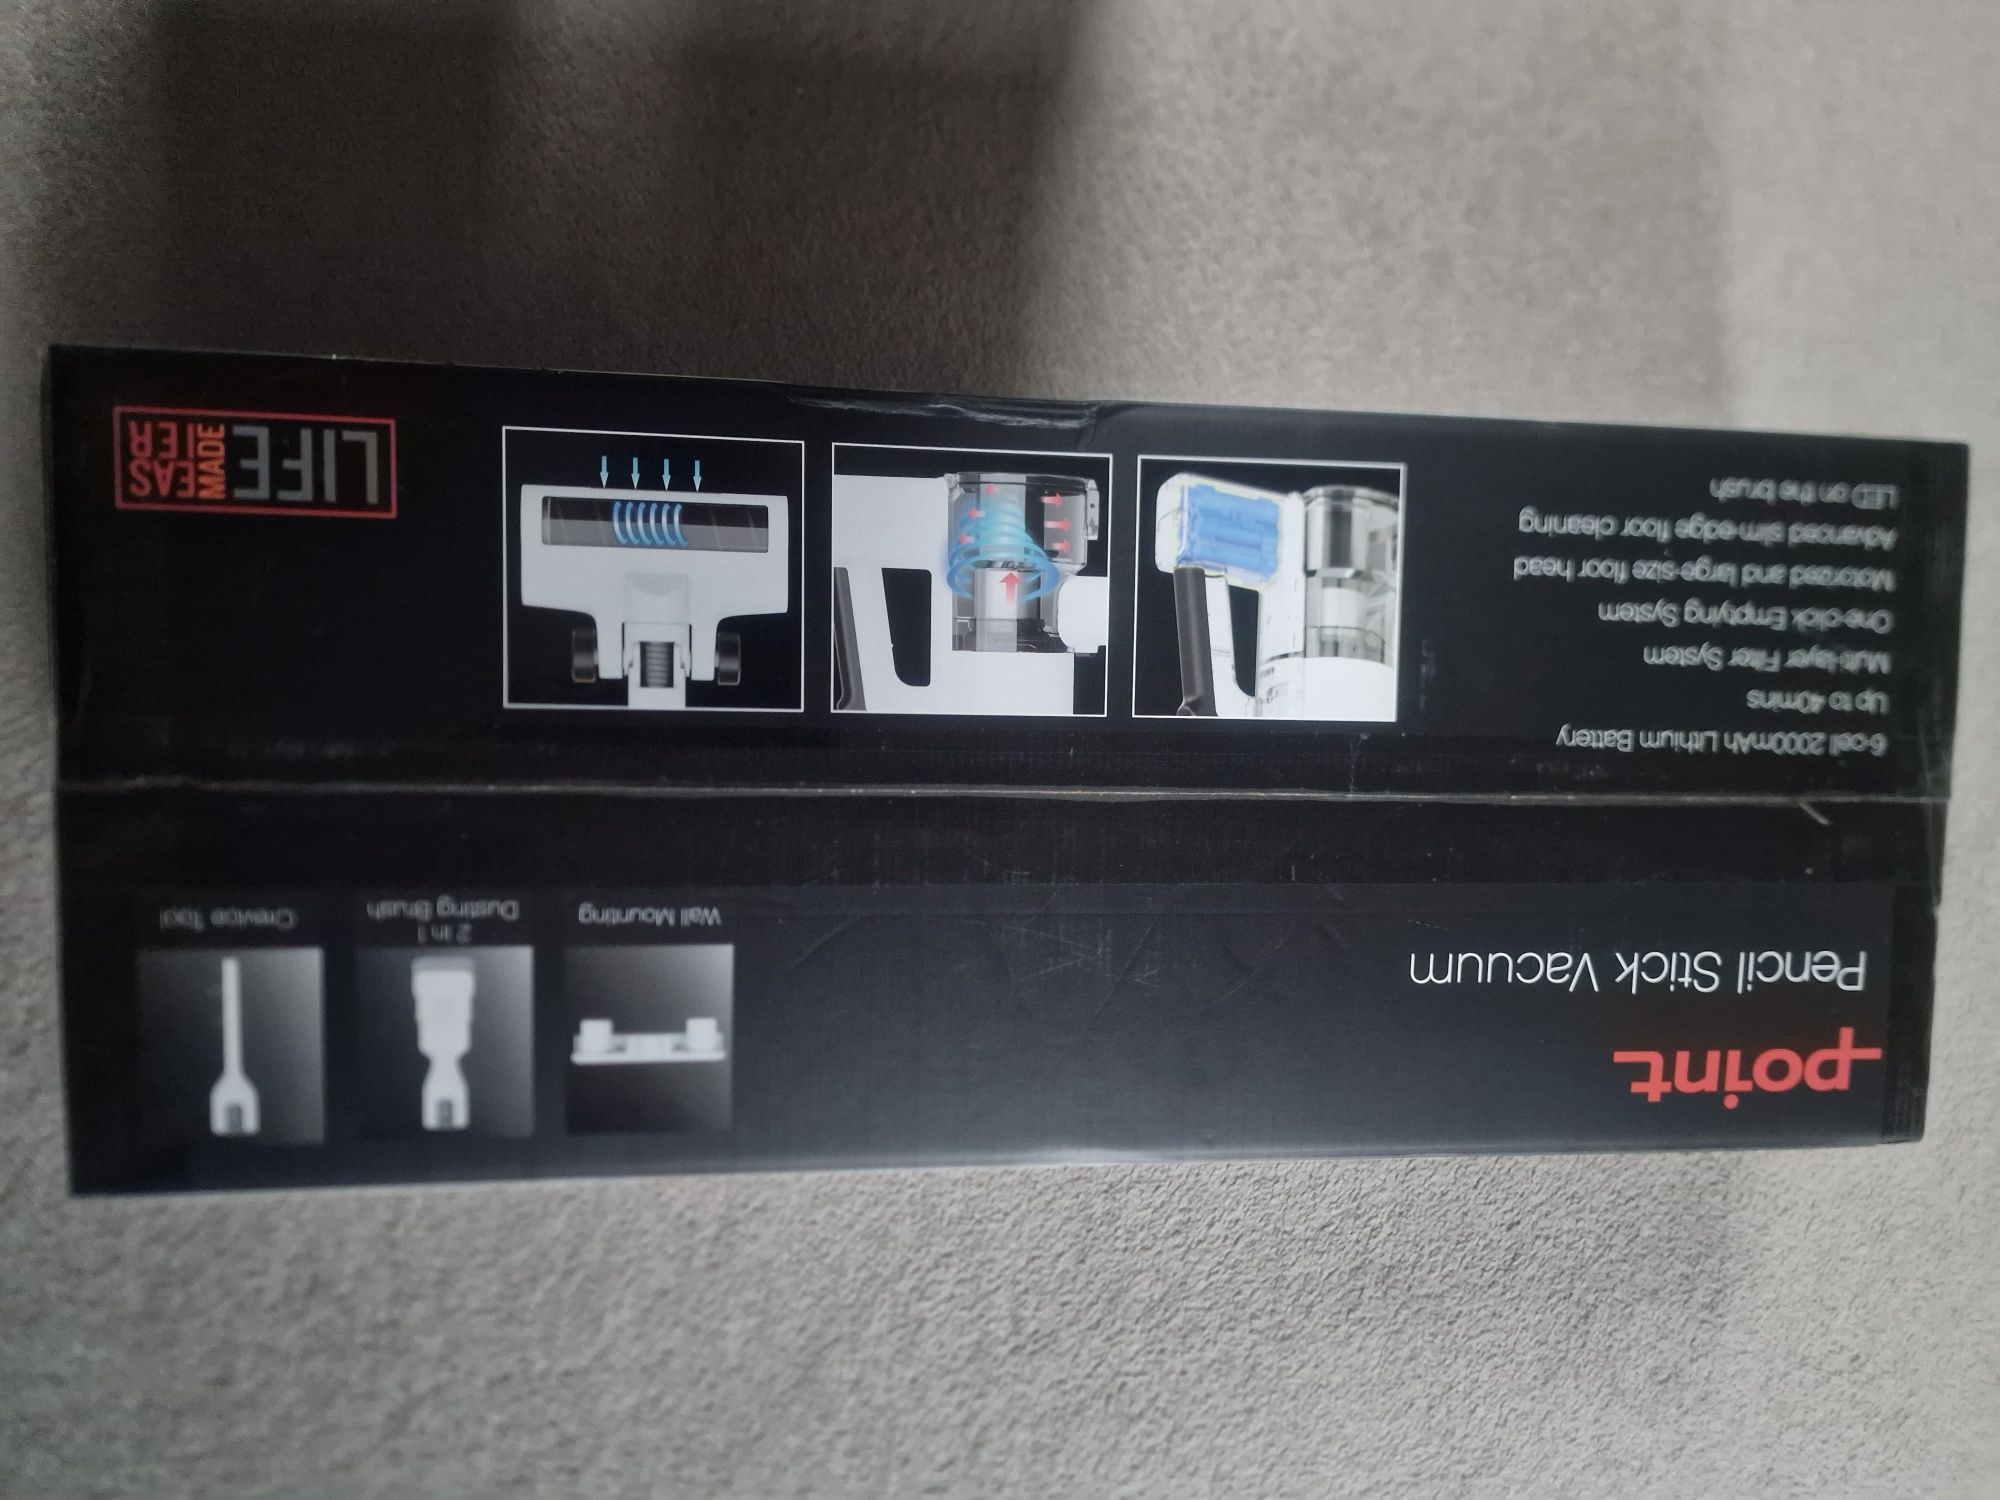 point
Pencil Stick Vacuum
Wall Mounting
2 in 1
Dusting Brush
Crevice Tool
6-cell 2000mAh Lithium Battery
Up to 40mins
Multi-layer Filter System
One-click Emptying System
Motorized and large-size floor head
Advanced slim-edge floor cleaning
LED on the brush
LIFE
MADE
EAS
IER